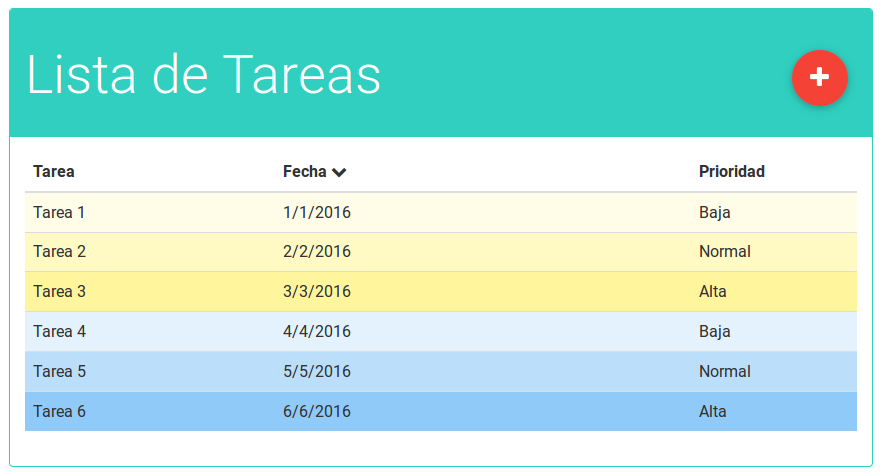 Lista de Tareas
Tarea Fecha Prioridad
Tarea 1 1/1/2016 Baja
Tarea 2 2/2/2016 Normal
Tarea 3 3/3/2016 Alta
Tarea 4 4/4/2016 Baja
Tarea 5 5/5/2016 Normal
Tarea 6 6/6/2016 Alta